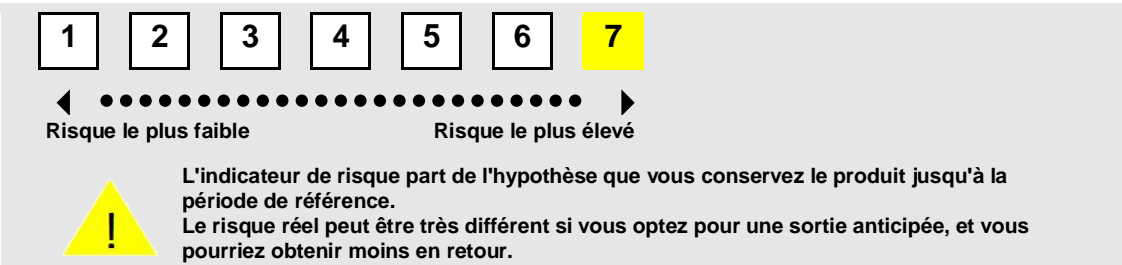 1 2 3 4 5 6 7
Risque le plus faible Risque le plus élevé
L'indicateur de risque part de l'hypothèse que vous conservez le produit jusqu'à la
période de référence.
Le risque réel peut être très différent si vous optez pour une sortie anticipée, et vous
! pourriez obtenir moins en retour.